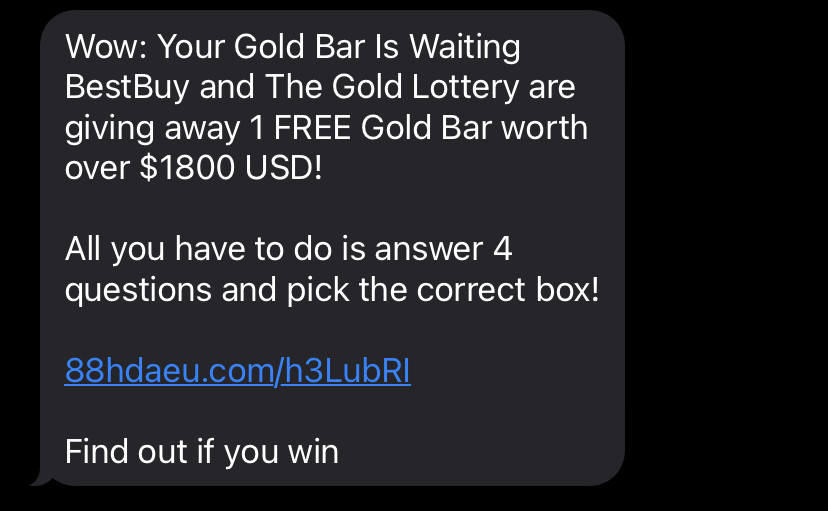 Wow: Your Gold Bar Is Waiting
BestBuy and The Gold Lottery are
giving away 1 FREE Gold Bar worth
over $1800 USD!
All you have to do is answer 4
questions and pick the correct box!
88hdaeu.com/h3LubRI
Find out if you win